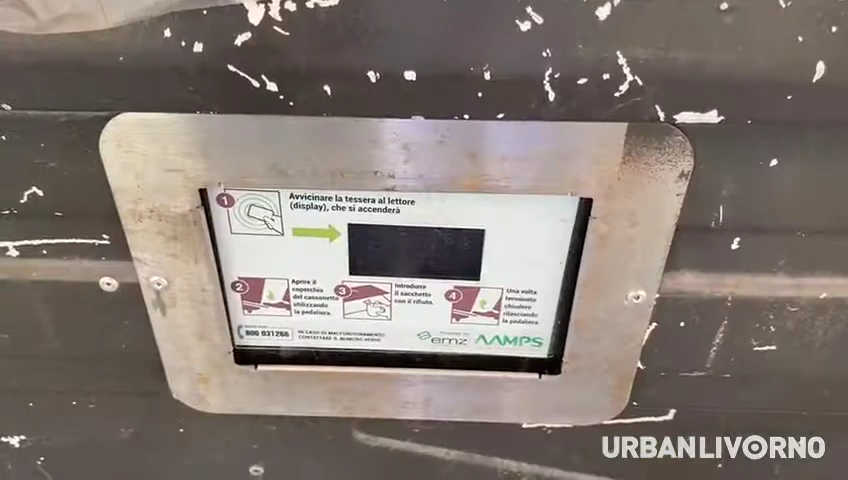 1
Avvicinare la tessera al lettore
(display), che si accenderà
2
Aprire il
coperchio
del cassonetto
utilizzando
la pedaliera.
3
Introdurre
il sacchetto
con il rifiuto.
4
Una volta
terminato
chiudere
rilasciando
la pedaliera.
800 031266
IN CASO DI MALFUNZIONAMENTO
CONTATTARE IL NUMERO VERDE
emz
AAMPS
URBANLIVORNO